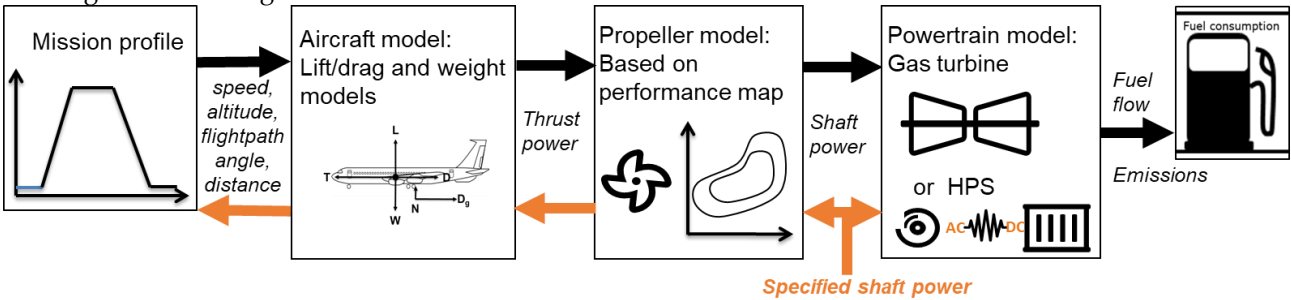 Mission profile
speed,
altitude,
flightpath
angle,
distance
Aircraft model:
Lift/drag and weight
models
L
T
D
W
N
Dg
Thrust
power
Propeller model:
Based on
performance map
Shaft
power
Specified shaft power
Powertrain model:
Gas turbine
or HPS
AC
DC
Fuel
flow
Emissions
Fuel consumption